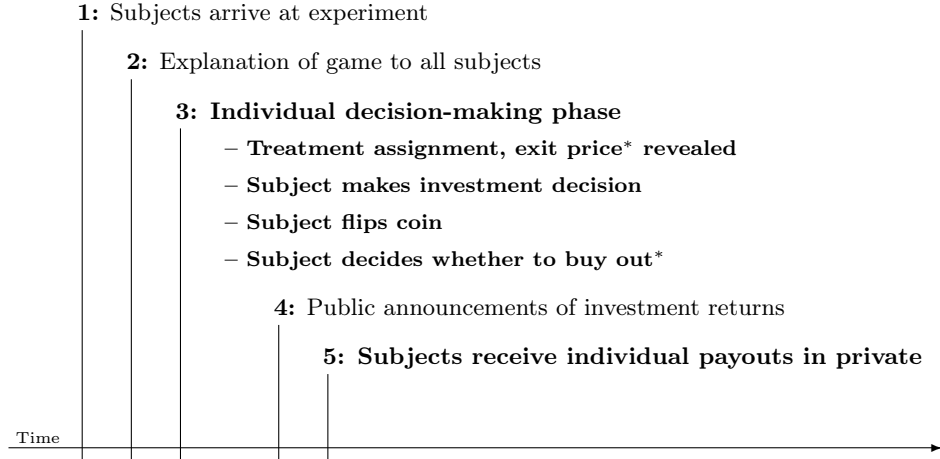 1: Subjects arrive at experiment
2: Explanation of game to all subjects
3: Individual decision-making phase
– Treatment assignment, exit price* revealed
– Subject makes investment decision
– Subject flips coin
– Subject decides whether to buy out*
4: Public announcements of investment returns
5: Subjects receive individual payouts in private
Time